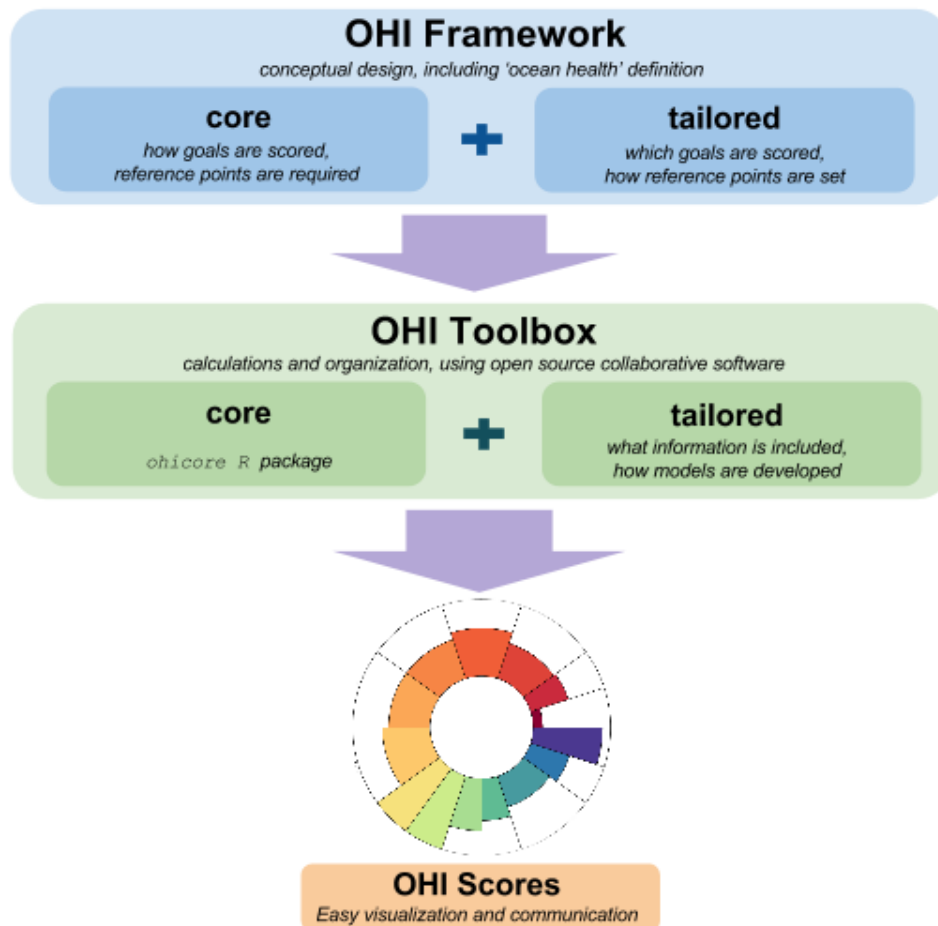 OHI Framework
conceptual design, including ‘ocean health’ definition
core
how goals are scored,
reference points are required
tailored
which goals are scored,
how reference points are set
OHI Toolbox
calculations and organization, using open source collaborative software
core
ohicore R package
tailored
what information is included,
how models are developed
OHI Scores
Easy visualization and communication